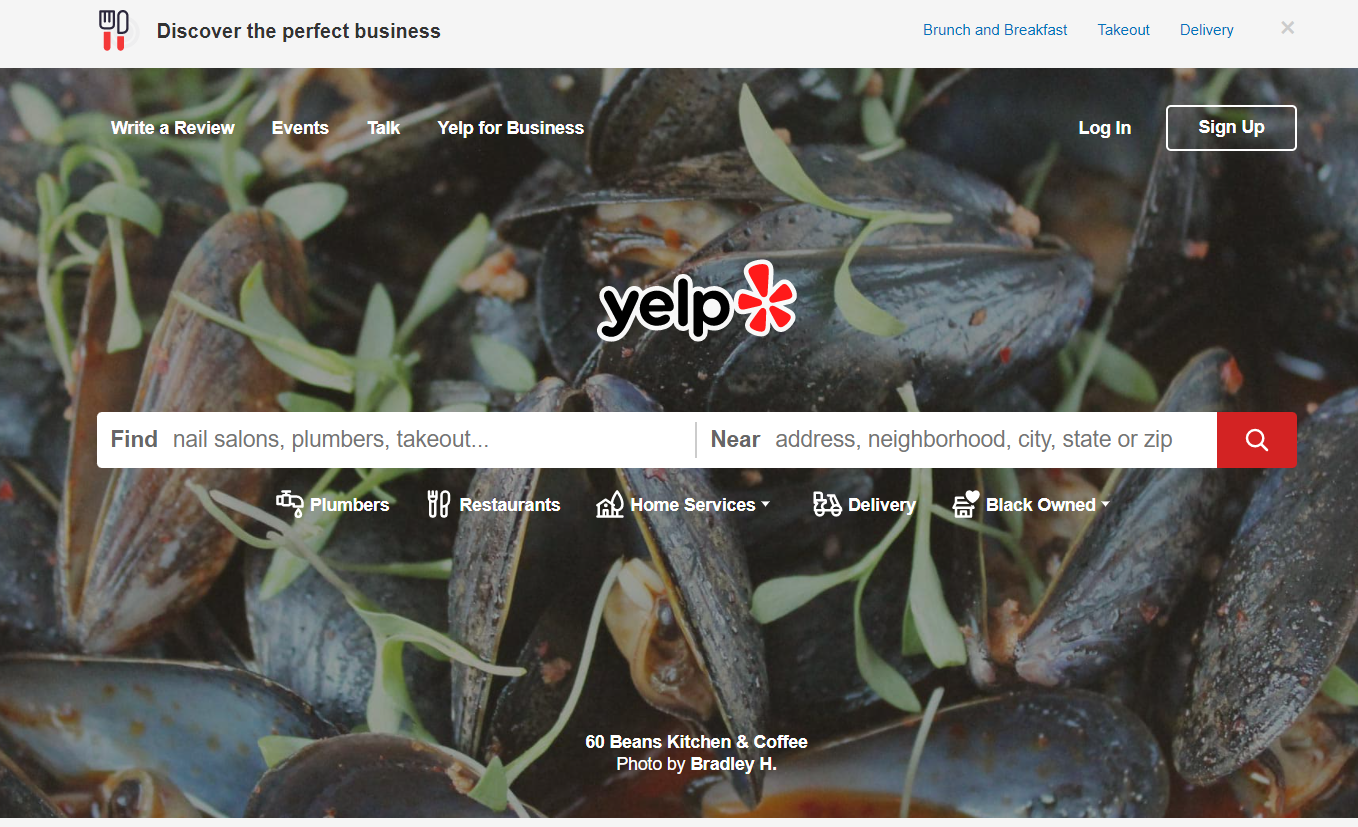 Discover the perfect business
Brunch and Breakfast Takeout Delivery ×
Write a Review Events Talk Yelp for Business Log In Sign Up
yelp
Find nail salons, plumbers, takeout... Near address, neighborhood, city, state or zip
Plumbers Restaurants Home Services Delivery Black Owned
60 Beans Kitchen & Coffee
Photo by Bradley H.